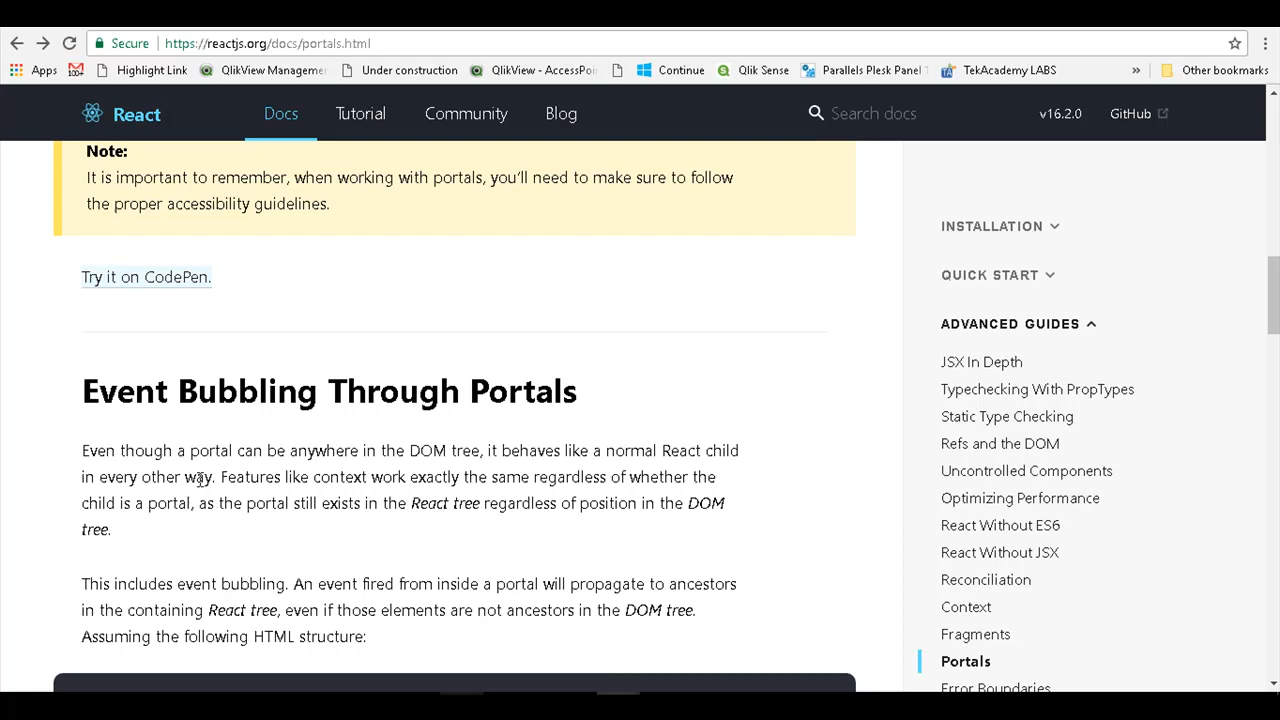 Secure https://reactjs.org/docs/portals.html
Apps Highlight Link QlikView Manageme Under construction QlikView - AccessPoi Continue Qlik Sense Parallels Plesk Panel TekAcademy LABS » Other bookmarks
React Docs Tutorial Community Blog Search docs v16.2.0 GitHub
Note:
It is important to remember, when working with portals, you’ll need to make sure to follow
the proper accessibility guidelines.
Try it on CodePen.
Event Bubbling Through Portals
Even though a portal can be anywhere in the DOM tree, it behaves like a normal React child
in every other way. Features like context work exactly the same regardless of whether the
child is a portal, as the portal still exists in the React tree regardless of position in the DOM
tree.
This includes event bubbling. An event fired from inside a portal will propagate to ancestors
in the containing React tree, even if those elements are not ancestors in the DOM tree.
Assuming the following HTML structure:
INSTALLATION
QUICK START
ADVANCED GUIDES
JSX In Depth
Typechecking With PropTypes
Static Type Checking
Refs and the DOM
Uncontrolled Components
Optimizing Performance
React Without ES6
React Without JSX
Reconciliation
Context
Fragments
Portals
Error Boundaries